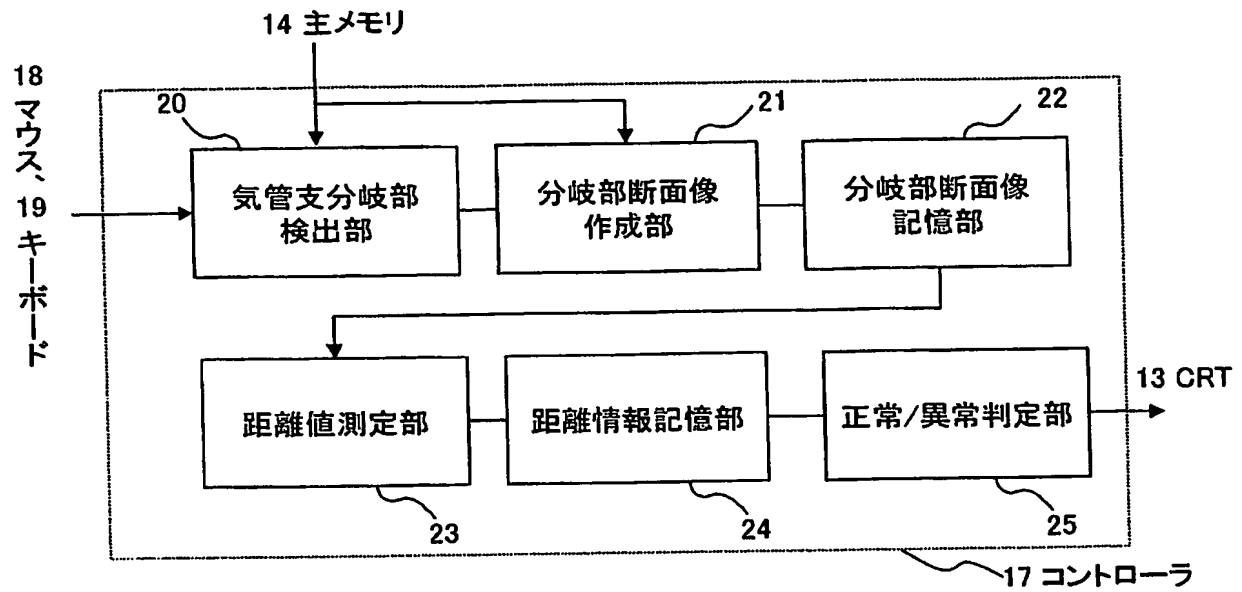 14 主メモリ
18
マウス、
19
キーボード
20
21
22
気管支分岐部
検出部
分岐部断面像
作成部
分岐部断面像
記憶部
距離値測定部
距離情報記憶部
正常/異常判定部
13 CRT
23
24
25
17 コントローラ